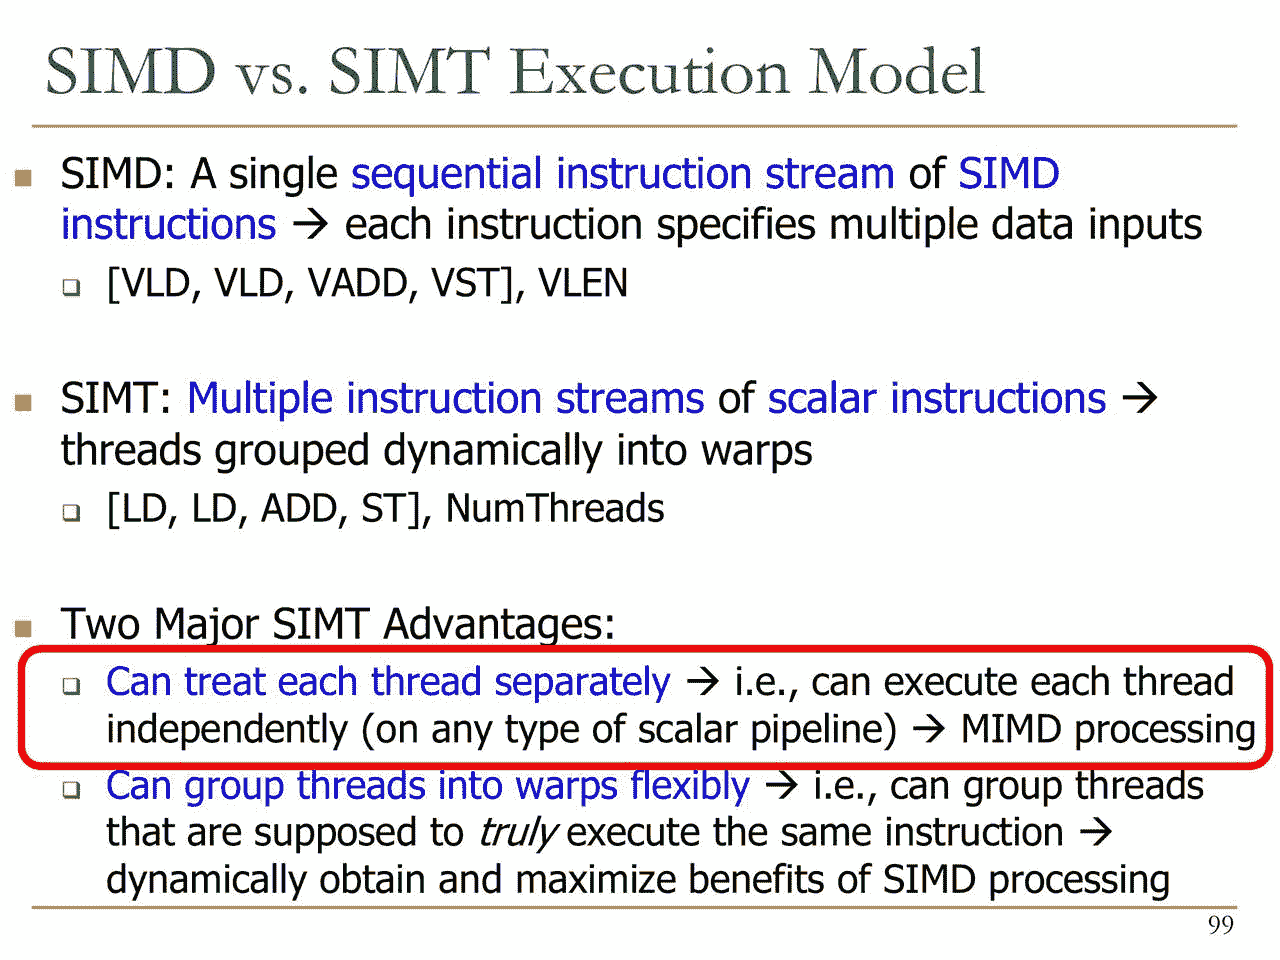 SIMD vs. SIMT Execution Model
SIMD: A single sequential instruction stream of SIMD
instructions → each instruction specifies multiple data inputs
[VLD, VLD, VADD, VST], VLEN
SIMT: Multiple instruction streams of scalar instructions →
threads grouped dynamically into warps
[LD, LD, ADD, ST], NumThreads
Two Major SIMT Advantages:
Can treat each thread separately → i.e., can execute each thread
independently (on any type of scalar pipeline) → MIMD processing
Can group threads into warps flexibly → i.e., can group threads
that are supposed to truly execute the same instruction →
dynamically obtain and maximize benefits of SIMD processing
99